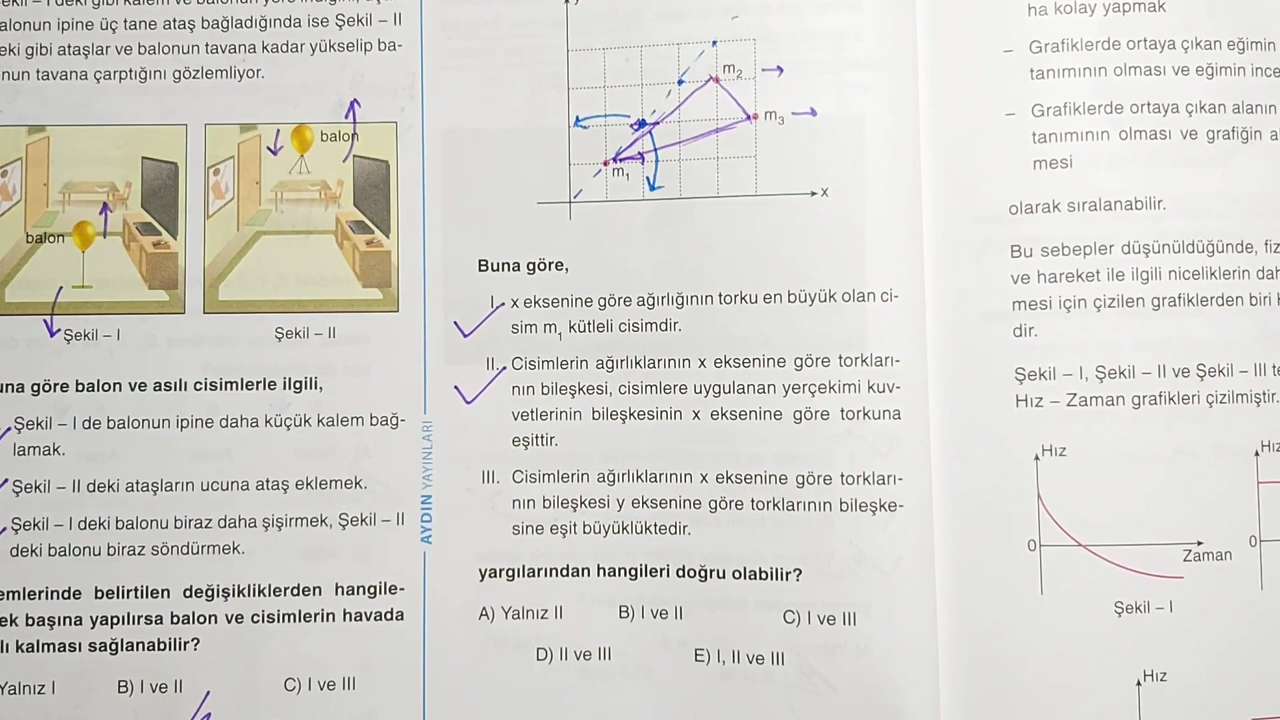 alonun ipine üç tane ataş bağladığında ise Şekil – II
eki gibi ataşlar ve balonun tavana kadar yükselip ba-
nun tavana çarptığını gözlemliyor.
balon
balon
Şekil – I
Şekil – II
una göre balon ve asılı cisimlerle ilgili,
Şekil – I de balonun ipine daha küçük kalem bağ-
lamak.
Şekil – II deki ataşların ucuna ataş eklemek.
Şekil – I deki balonu biraz daha şişirmek, Şekil – II
deki balonu biraz söndürmek.
emlerinde belirtilen değişikliklerden hangile-
ek başına yapılırsa balon ve cisimlerin havada
lı kalması sağlanabilir?
Yalnız I
B) I ve II
C) I ve III
AYDIN YAYINLARI
y
m2
m3
m1
x
Buna göre,
I. x eksenine göre ağırlığının torku en büyük olan ci-
sim m1 kütleli cisimdir.
II. Cisimlerin ağırlıklarının x eksenine göre torkları-
nın bileşkesi, cisimlere uygulanan yerçekimi kuv-
vetlerinin bileşkesinin x eksenine göre torkuna
eşittir.
III. Cisimlerin ağırlıklarının x eksenine göre torkları-
nın bileşkesi y eksenine göre torklarının bileşke-
sine eşit büyüklüktedir.
yargılarından hangileri doğru olabilir?
A) Yalnız II
B) I ve II
C) I ve III
D) II ve III
E) I, II ve III
ha kolay yapmak
– Grafiklerde ortaya çıkan eğimin
tanımının olması ve eğimin ince
– Grafiklerde ortaya çıkan alanın
tanımının olması ve grafiğin a
mesi
olarak sıralanabilir.
Bu sebepler düşünüldüğünde, fiz
ve hareket ile ilgili niceliklerin dah
mesi için çizilen grafiklerden biri
dir.
Şekil – I, Şekil – II ve Şekil – III te
Hız – Zaman grafikleri çizilmiştir.
Hız
0
Zaman
Şekil – I
Hız
0
Hız